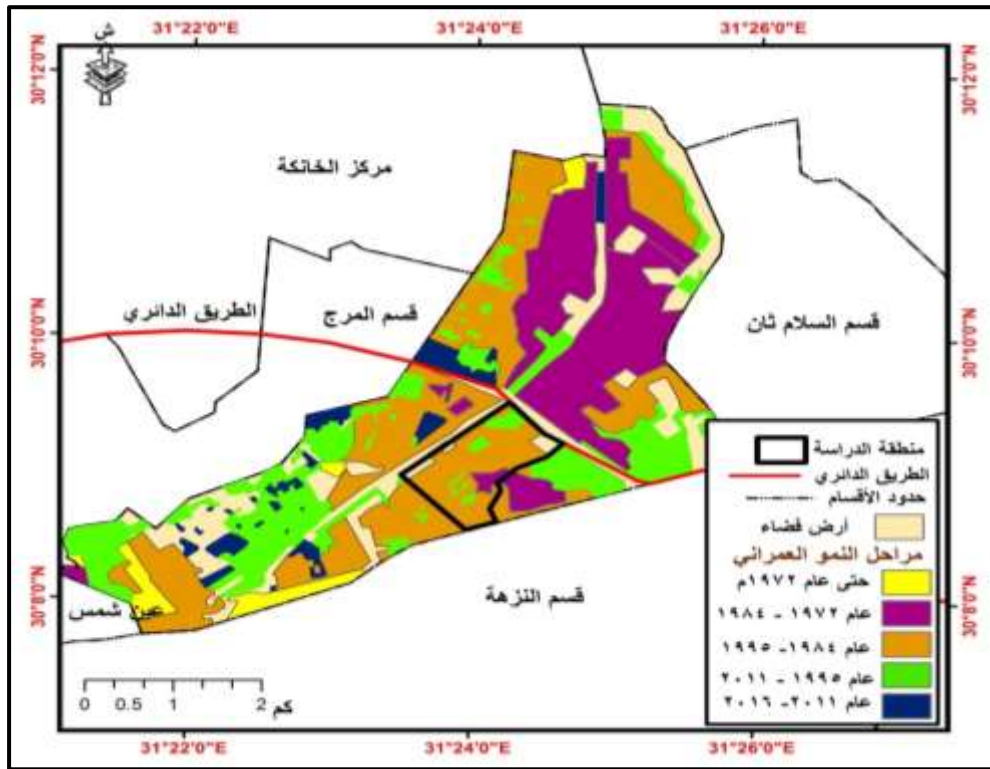 31°22'0"E
31°24'0"E
31°26'0"E
30°12'0"N
30°12'0"N
ش
مركز الخانكة
قسم السلام ثان
قسم المرج
الطريق الدائري
30°10'0"N
30°10'0"N
عين شمس
قسم النزهة
30°8'0"N
30°8'0"N
منطقة الدراسة
الطريق الدائري
حدود الأقسام
أرض فضاء
مراحل النمو العمراني
حتى عام ١٩٧٢م
عام ١٩٧٢ - ١٩٨٤
عام ١٩٨٤- ١٩٩٥
عام ١٩٩٥ - ٢٠١١
عام ٢٠١١- ٢٠١٦
0 0.5 1 2 كم
31°22'0"E
31°24'0"E
31°26'0"E